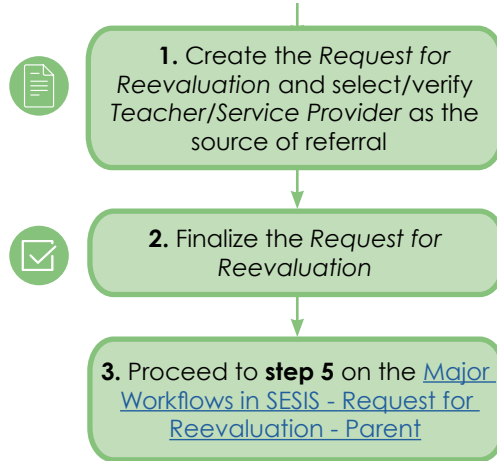 1. Create the Request for
Reevaluation and select/verify
Teacher/Service Provider as the
source of referral
2. Finalize the Request for
Reevaluation
3. Proceed to step 5 on the Major
Workflows in SESIS - Request for
Reevaluation - Parent